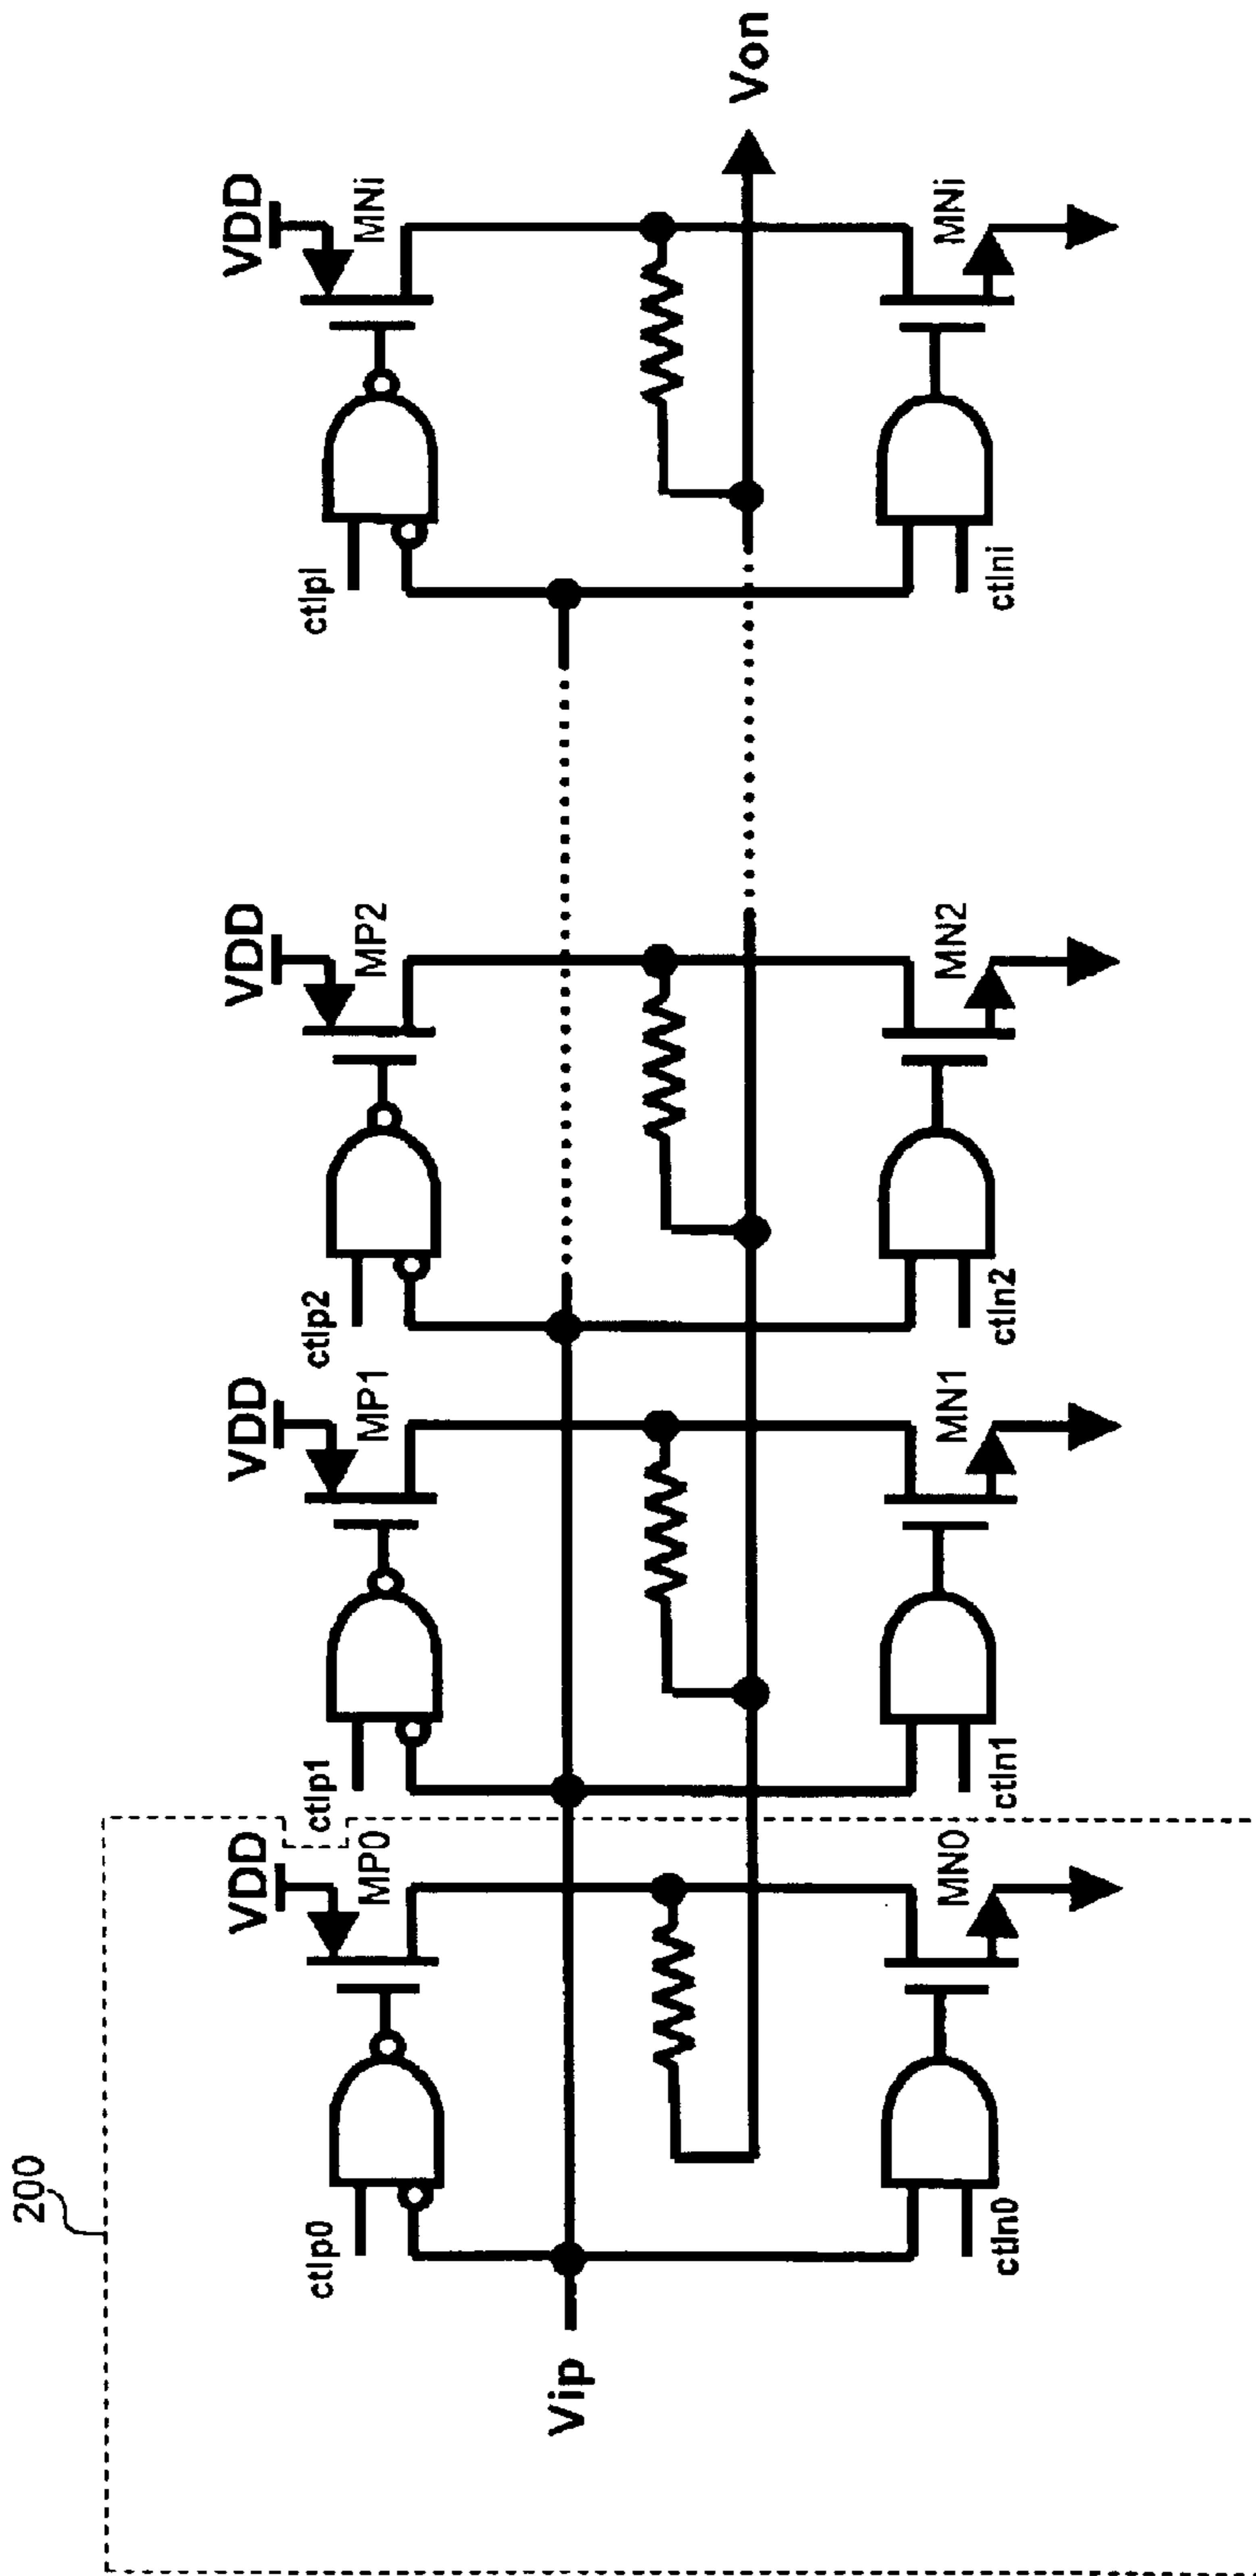 200
VDD
VDD
VDD
VDD
ctlp0
MP0
ctlp1
MP1
ctlp2
MP2
ctlpi
MNi
Vip
Von
ctln0
MN0
ctln1
MN1
ctln2
MN2
ctlni
MNi